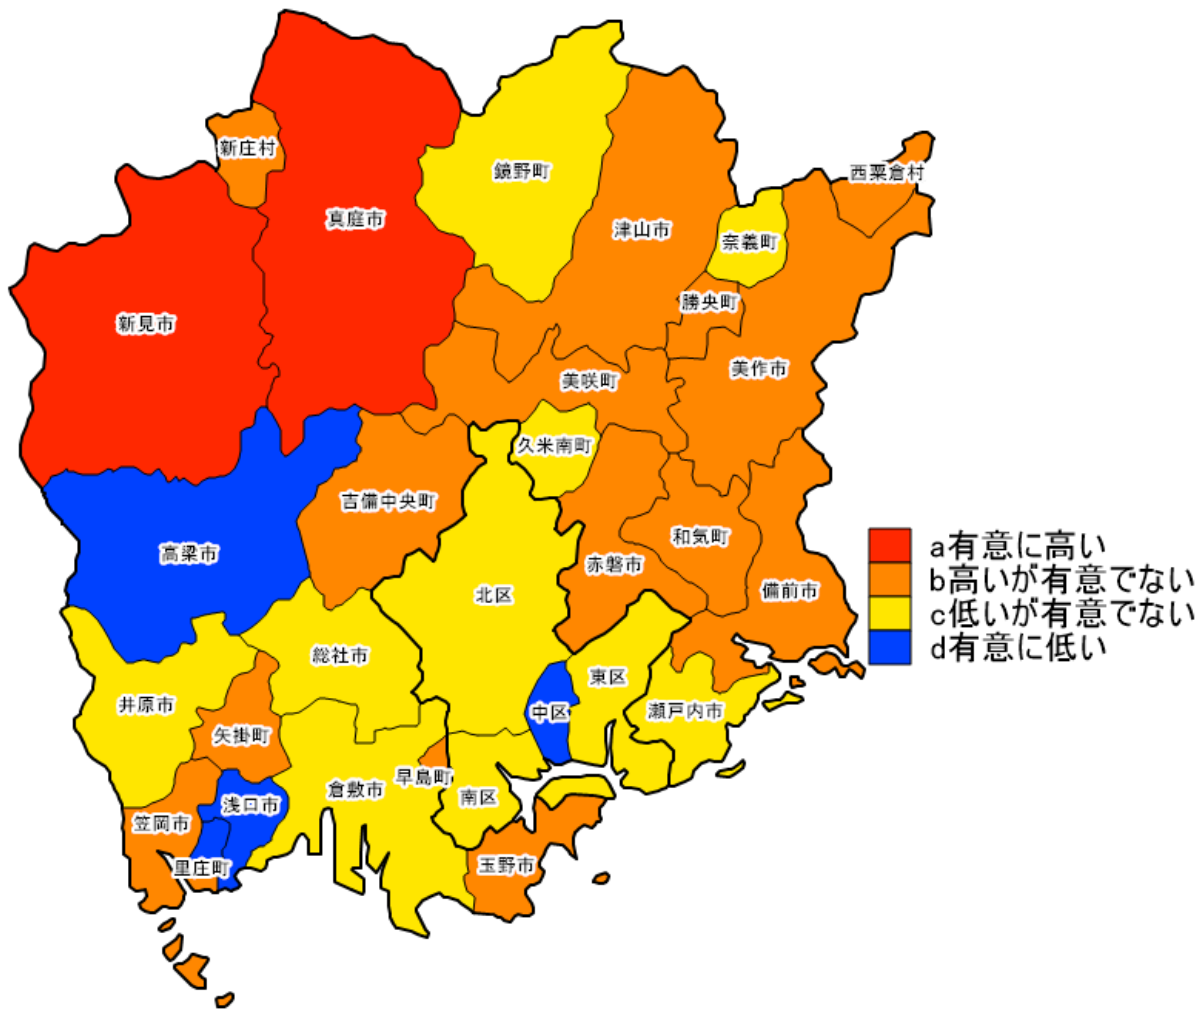 新庄村
鏡野町
西粟倉村
真庭市
津山市
奈義町
新見市
勝央町
美咲町
美作市
久米南町
吉備中央町
高梁市
和気町
赤磐市
備前市
北区
総社市
東区
井原市
中区
瀬戸内市
矢掛町
早島町
倉敷市
南区
浅口市
笠岡市
里庄町
玉野市
a有意に高い
b高いが有意でない
c低いが有意でない
d有意に低い